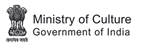 Ministry of Culture
Government of India